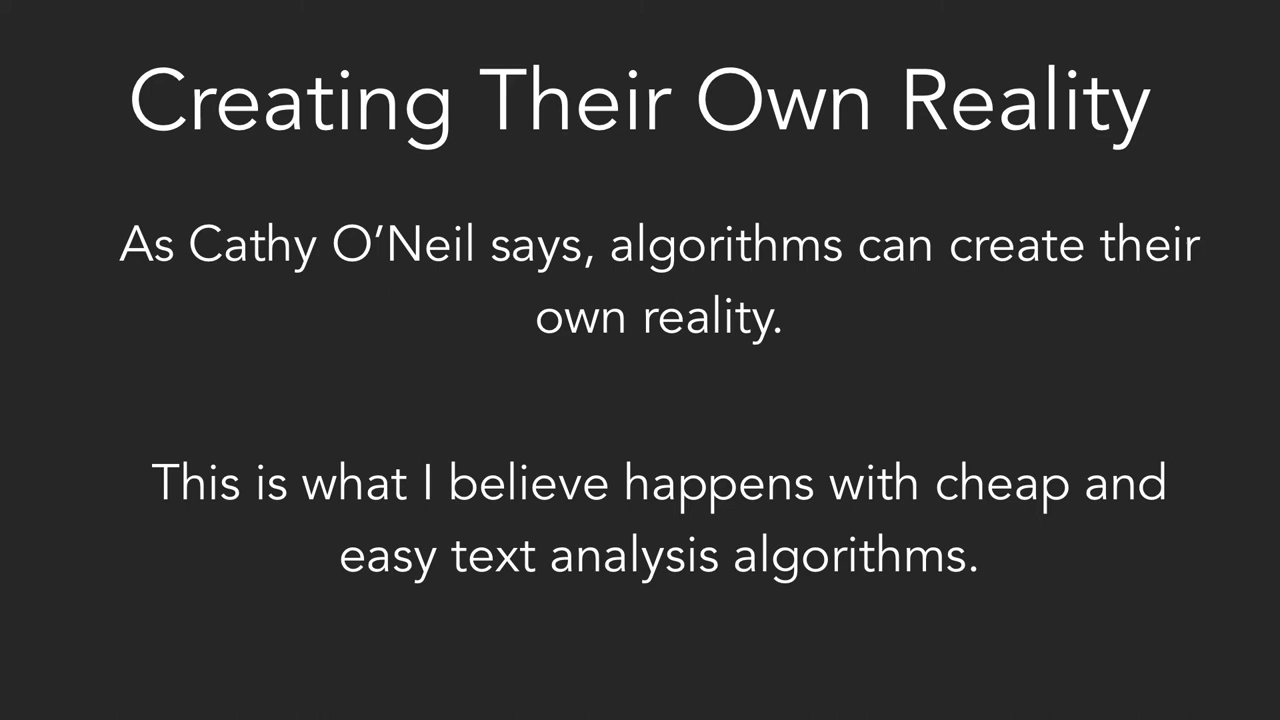 Creating Their Own Reality
As Cathy O’Neil says, algorithms can create their
own reality.
This is what I believe happens with cheap and
easy text analysis algorithms.